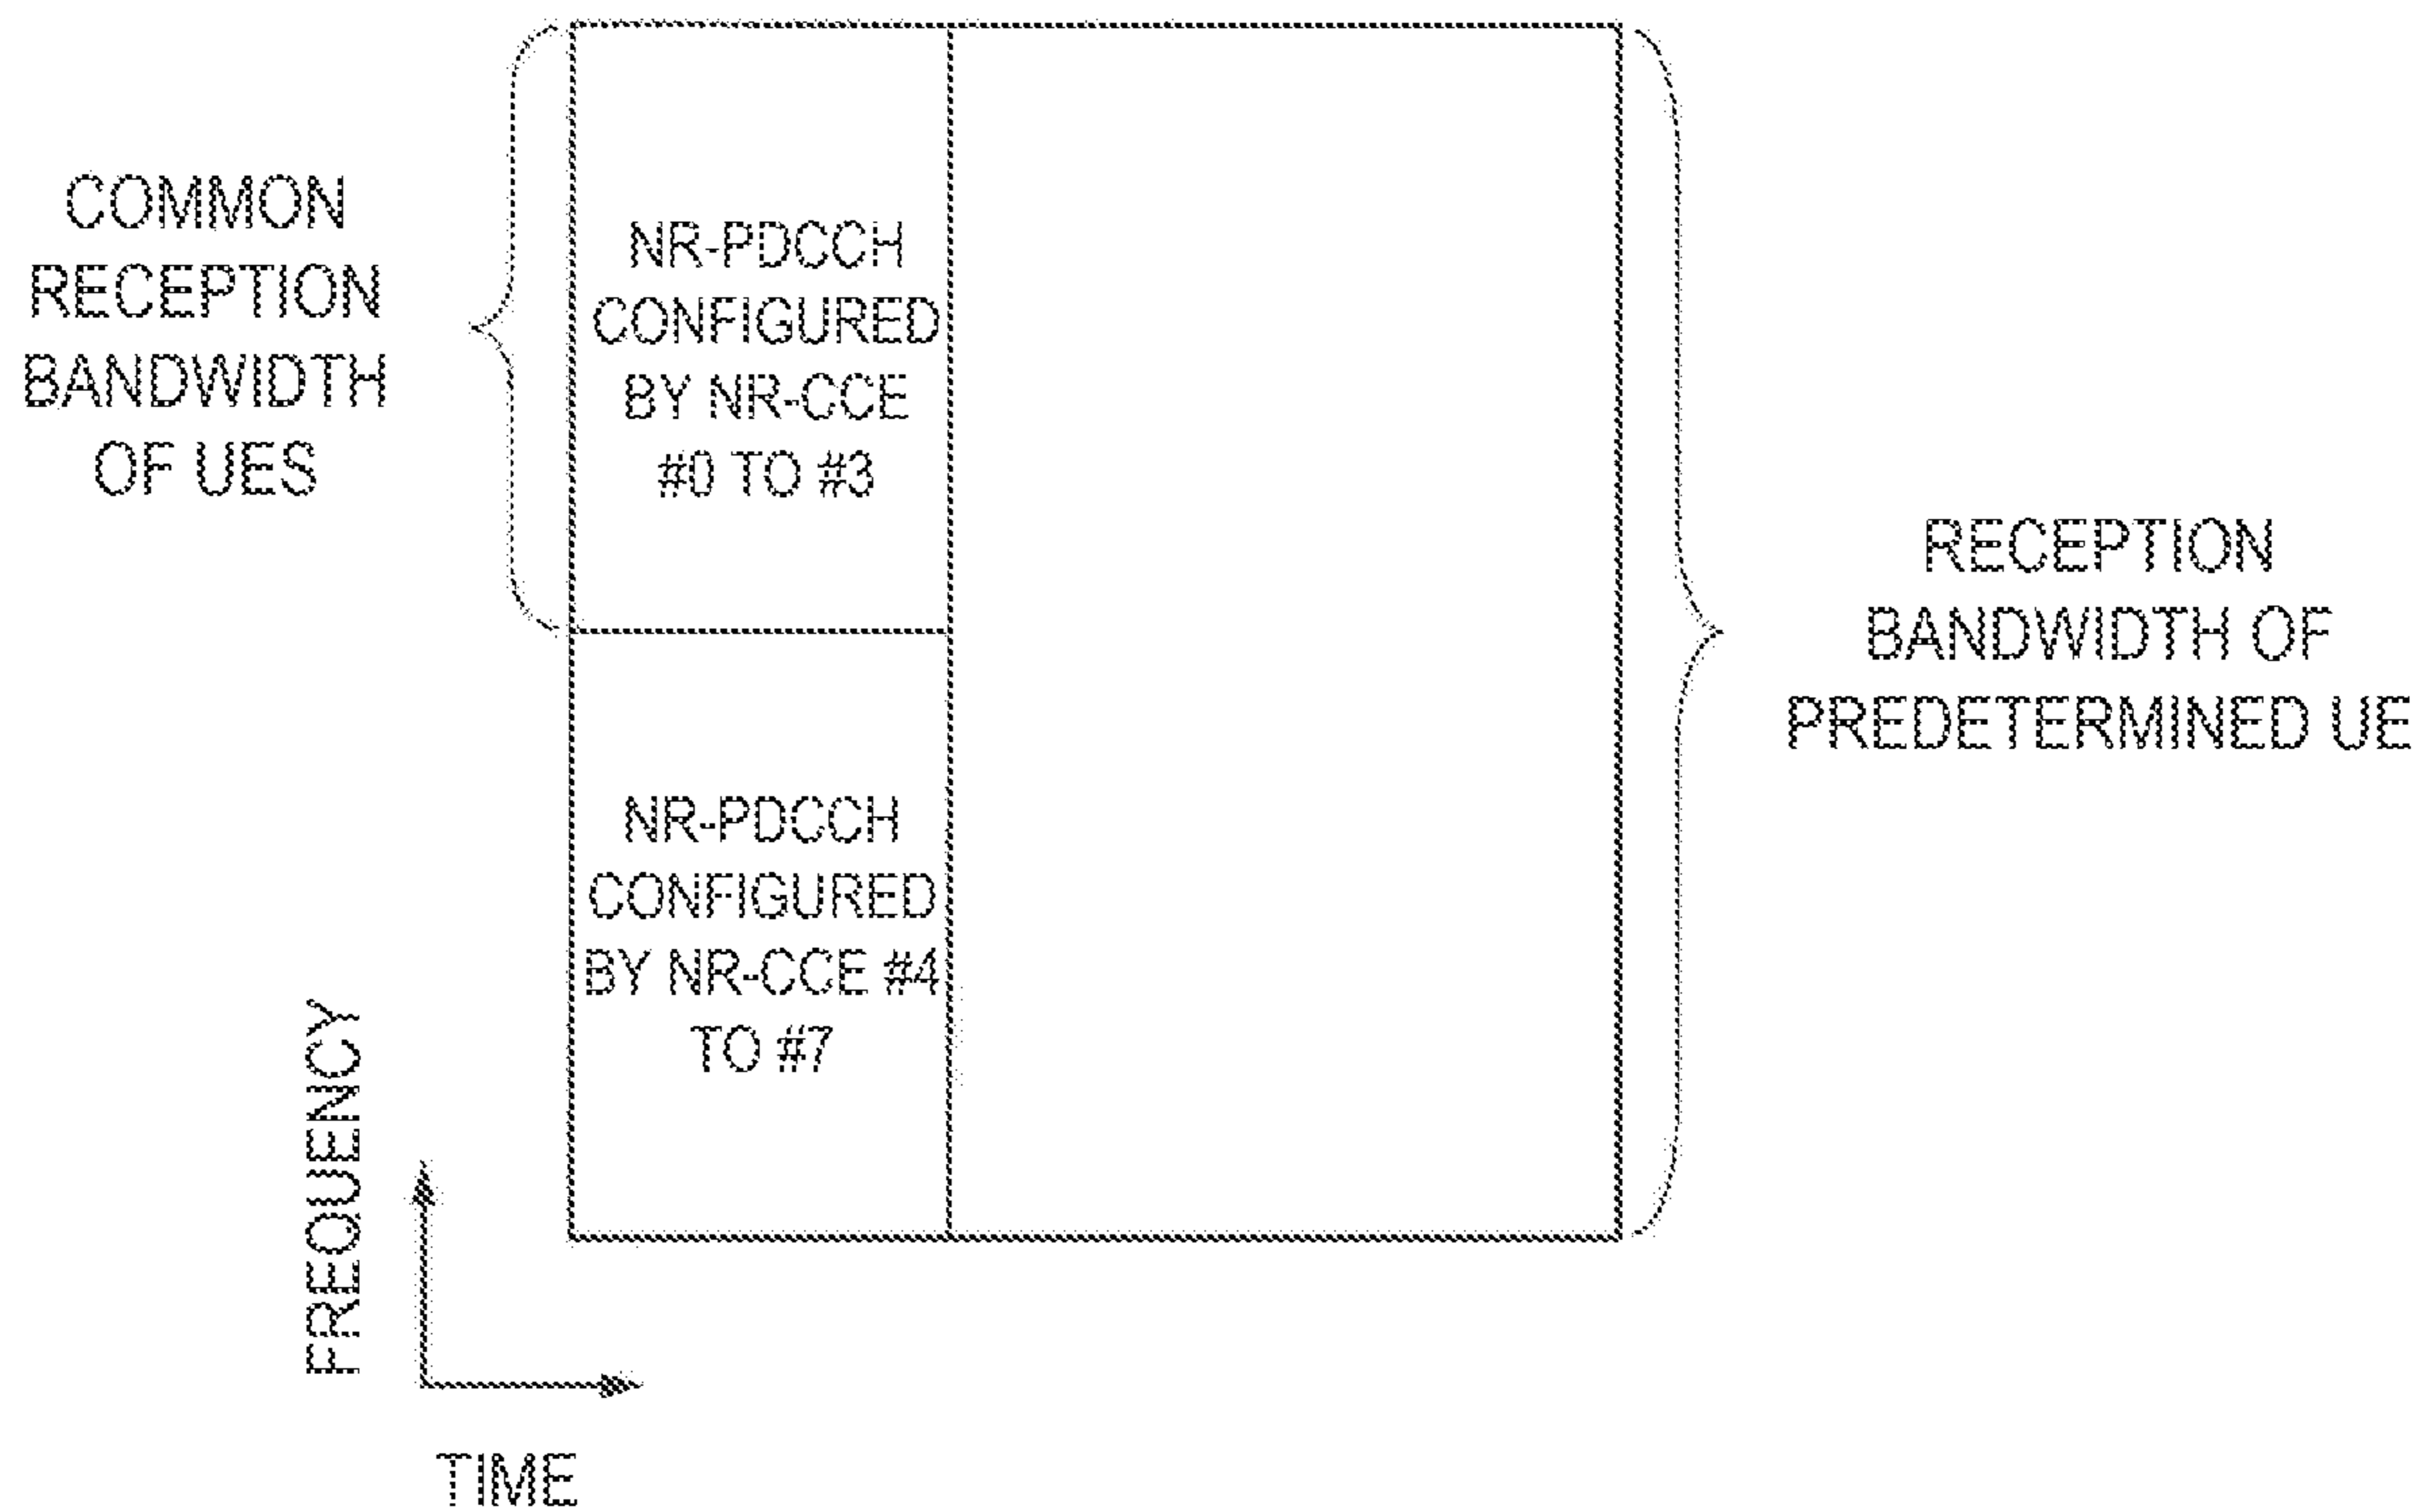 COMMON
RECEPTION
BANDWIDTH
OF UES
NR-PDCCH
CONFIGURED
BY NR-CCE
#0 TO #3
RECEPTION
BANDWIDTH OF
PREDETERMINED UE
NR-PDCCH
CONFIGURED
BY NR-CCE #4
TO #7
FREQUENCY
TIME